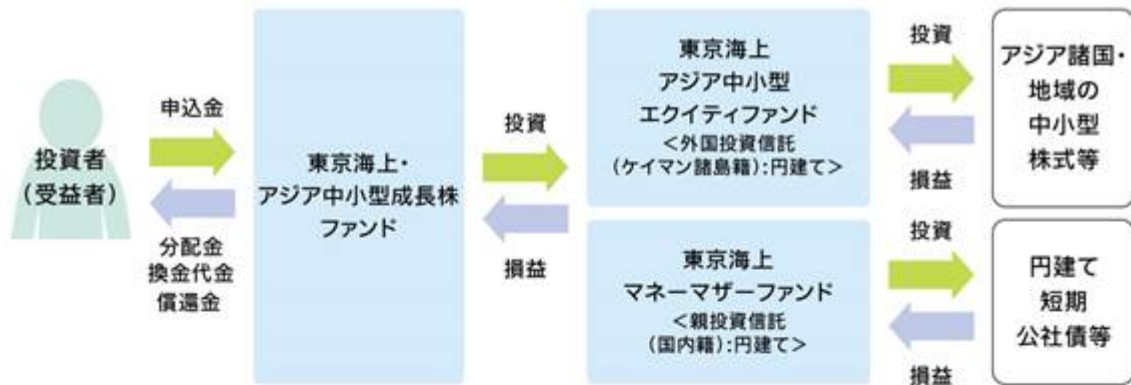 投資者
(受益者)
申込金
分配金
換金代金
償還金
東京海上・
アジア中小型成長株
ファンド
投資
損益
東京海上
アジア中小型
エクイティファンド
<外国投資信託
(ケイマン諸島籍):円建て>
投資
損益
アジア諸国・
地域の
中小型
株式等
東京海上
マネーマザーファンド
<親投資信託
(国内籍):円建て>
投資
損益
円建て
短期
公社債等